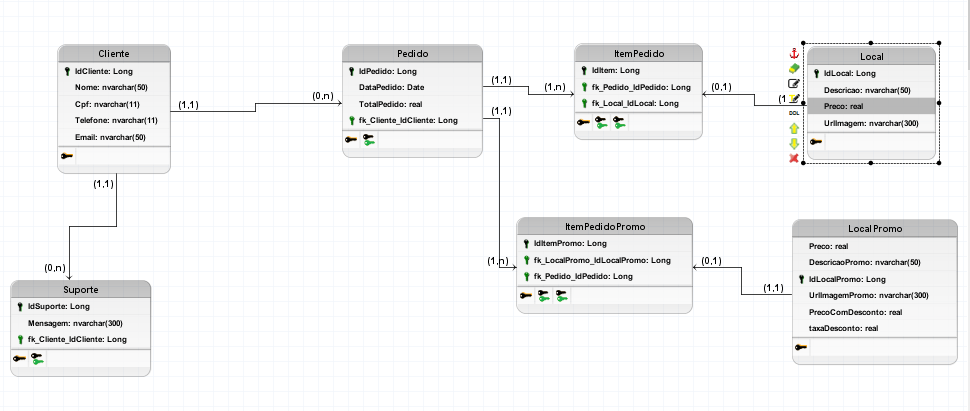 Cliente
IdCliente: Long
Nome: nvarchar(50)
Cpf: nvarchar(11)
Telefone: nvarchar(11)
Email: nvarchar(50)
(1,1)
(0,n)
Pedido
IdPedido: Long
DataPedido: Date
TotalPedido: real
fk_Cliente_IdCliente: Long
(1,1)
(1,n)
(1,1)
ItemPedido
IdItem: Long
fk_Pedido_IdPedido: Long
fk_Local_IdLocal: Long
(0,1)
(1
DDL
Local
IdLocal: Long
Descricao: nvarchar(50)
Preco: real
UrlImagem: nvarchar(300)
(1,1)
(0,n)
Suporte
IdSuporte: Long
Mensagem: nvarchar(300)
fk_Cliente_IdCliente: Long
(1,n)
ItemPedidoPromo
IdItemPromo: Long
fk_LocalPromo_IdLocalPromo: Long
fk_Pedido_IdPedido: Long
(0,1)
(1,1)
LocalPromo
Preco: real
DescricaoPromo: nvarchar(50)
IdLocalPromo: Long
UrlImagemPromo: nvarchar(300)
PrecoComDesconto: real
taxaDesconto: real